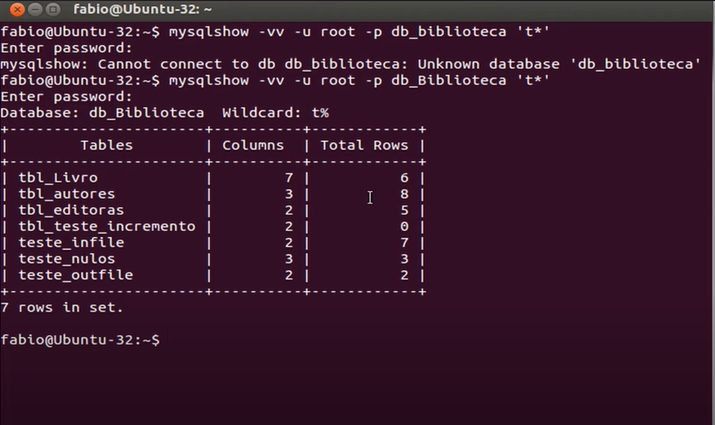 fabio@Ubuntu-32: ~
fabio@Ubuntu-32:~$ mysqlshow -vv -u root -p db_biblioteca 't*'
Enter password:
mysqlshow: Cannot connect to db db_biblioteca: Unknown database 'db_biblioteca'
fabio@Ubuntu-32:~$ mysqlshow -vv -u root -p db_Biblioteca 't*'
Enter password:
Database: db_Biblioteca  Wildcard: t%
+-----------------------+----------+------------+
|        Tables         | Columns  | Total Rows |
+-----------------------+----------+------------+
| tbl_Livro             |        7 |          6 |
| tbl_autores           |        3 |          8 |
| tbl_editoras          |        2 |          5 |
| tbl_teste_incremento  |        2 |          0 |
| teste_infile          |        2 |          7 |
| teste_nulos           |        3 |          3 |
| teste_outfile         |        2 |          2 |
+-----------------------+----------+------------+
7 rows in set.
fabio@Ubuntu-32:~$